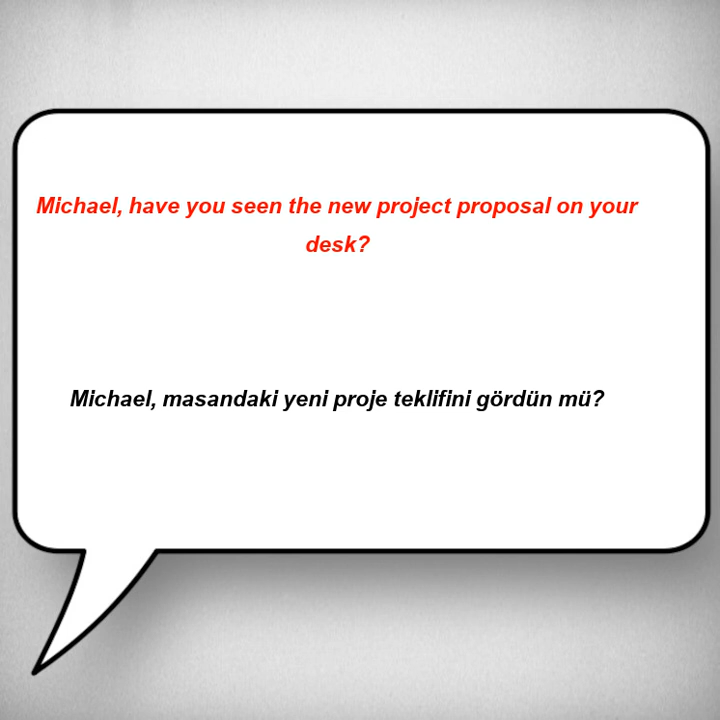 Michael, have you seen the new project proposal on your
desk?
Michael, masandaki yeni proje teklifini gördün mü?